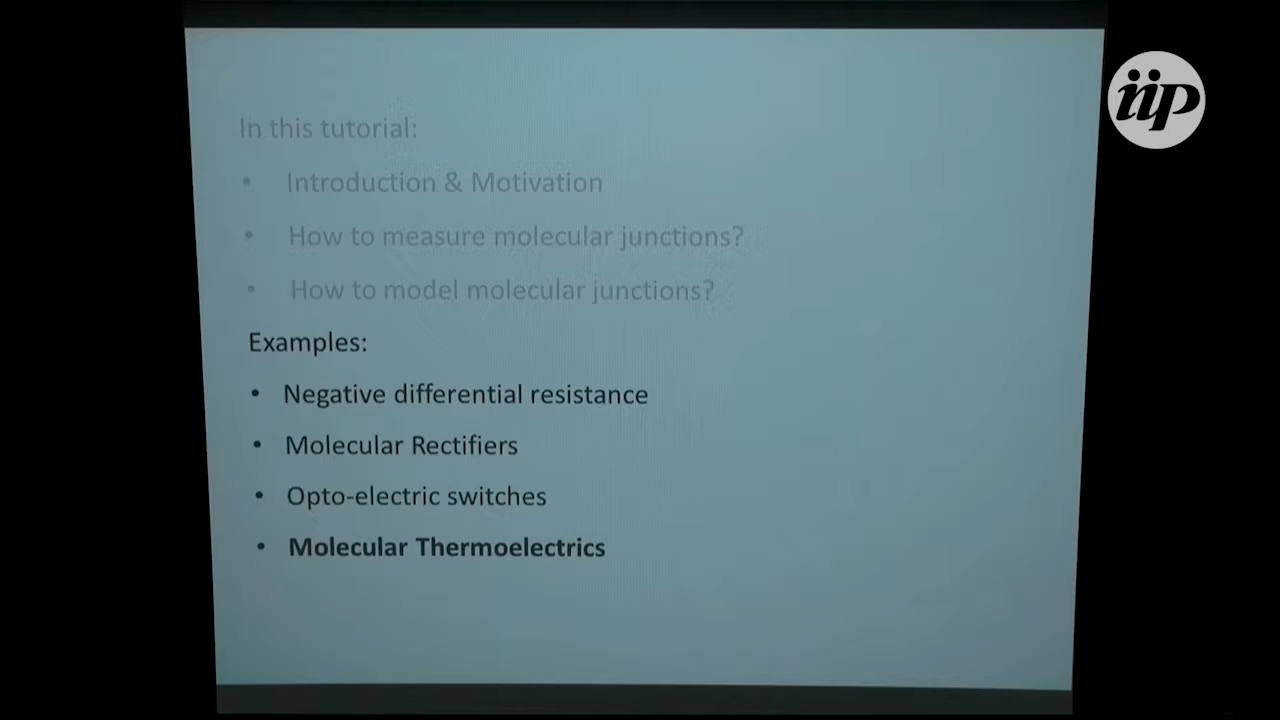 iip
In this tutorial:
• Introduction & Motivation
• How to measure molecular junctions?
• How to model molecular junctions?
Examples:
• Negative differential resistance
• Molecular Rectifiers
• Opto-electric switches
• Molecular Thermoelectrics